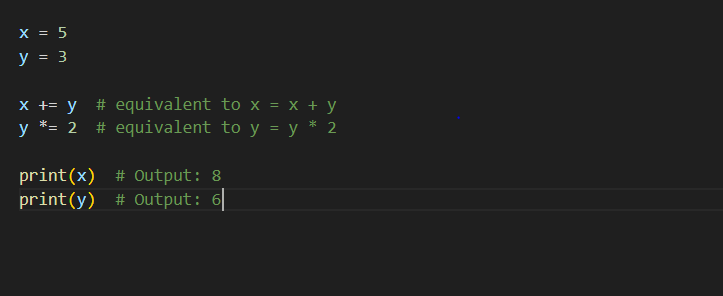 x = 5
y = 3
x += y  # equivalent to x = x + y
y *= 2  # equivalent to y = y * 2
print(x)  # Output: 8
print(y)  # Output: 6